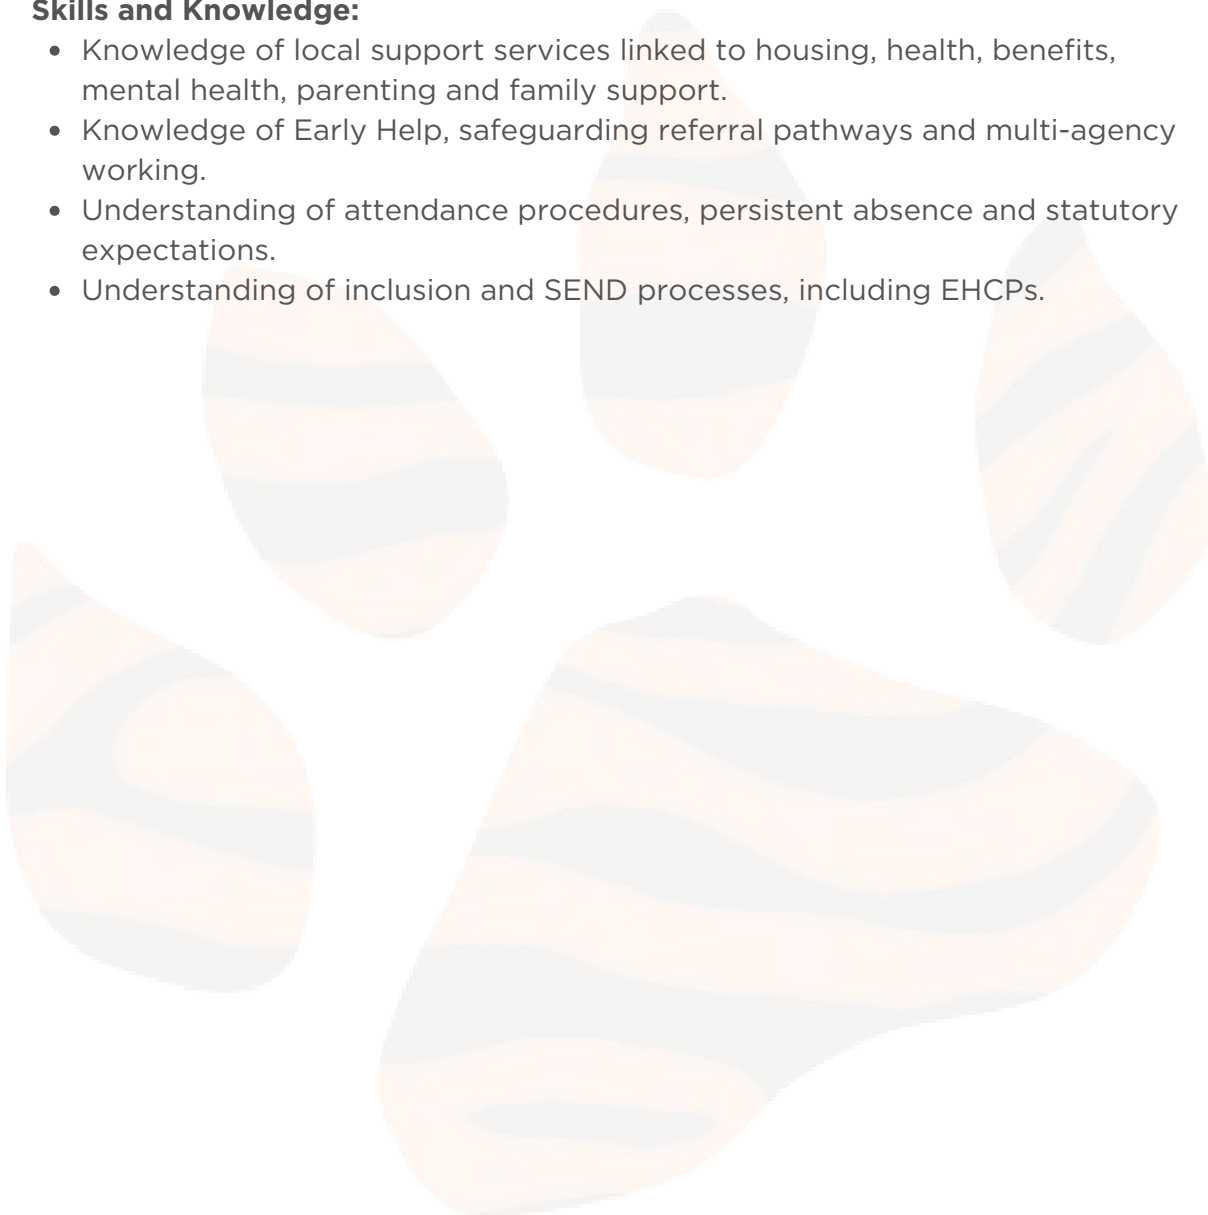 Skills and Knowledge:
• Knowledge of local support services linked to housing, health, benefits,
mental health, parenting and family support.
• Knowledge of Early Help, safeguarding referral pathways and multi-agency
working.
• Understanding of attendance procedures, persistent absence and statutory
expectations.
• Understanding of inclusion and SEND processes, including EHCPs.